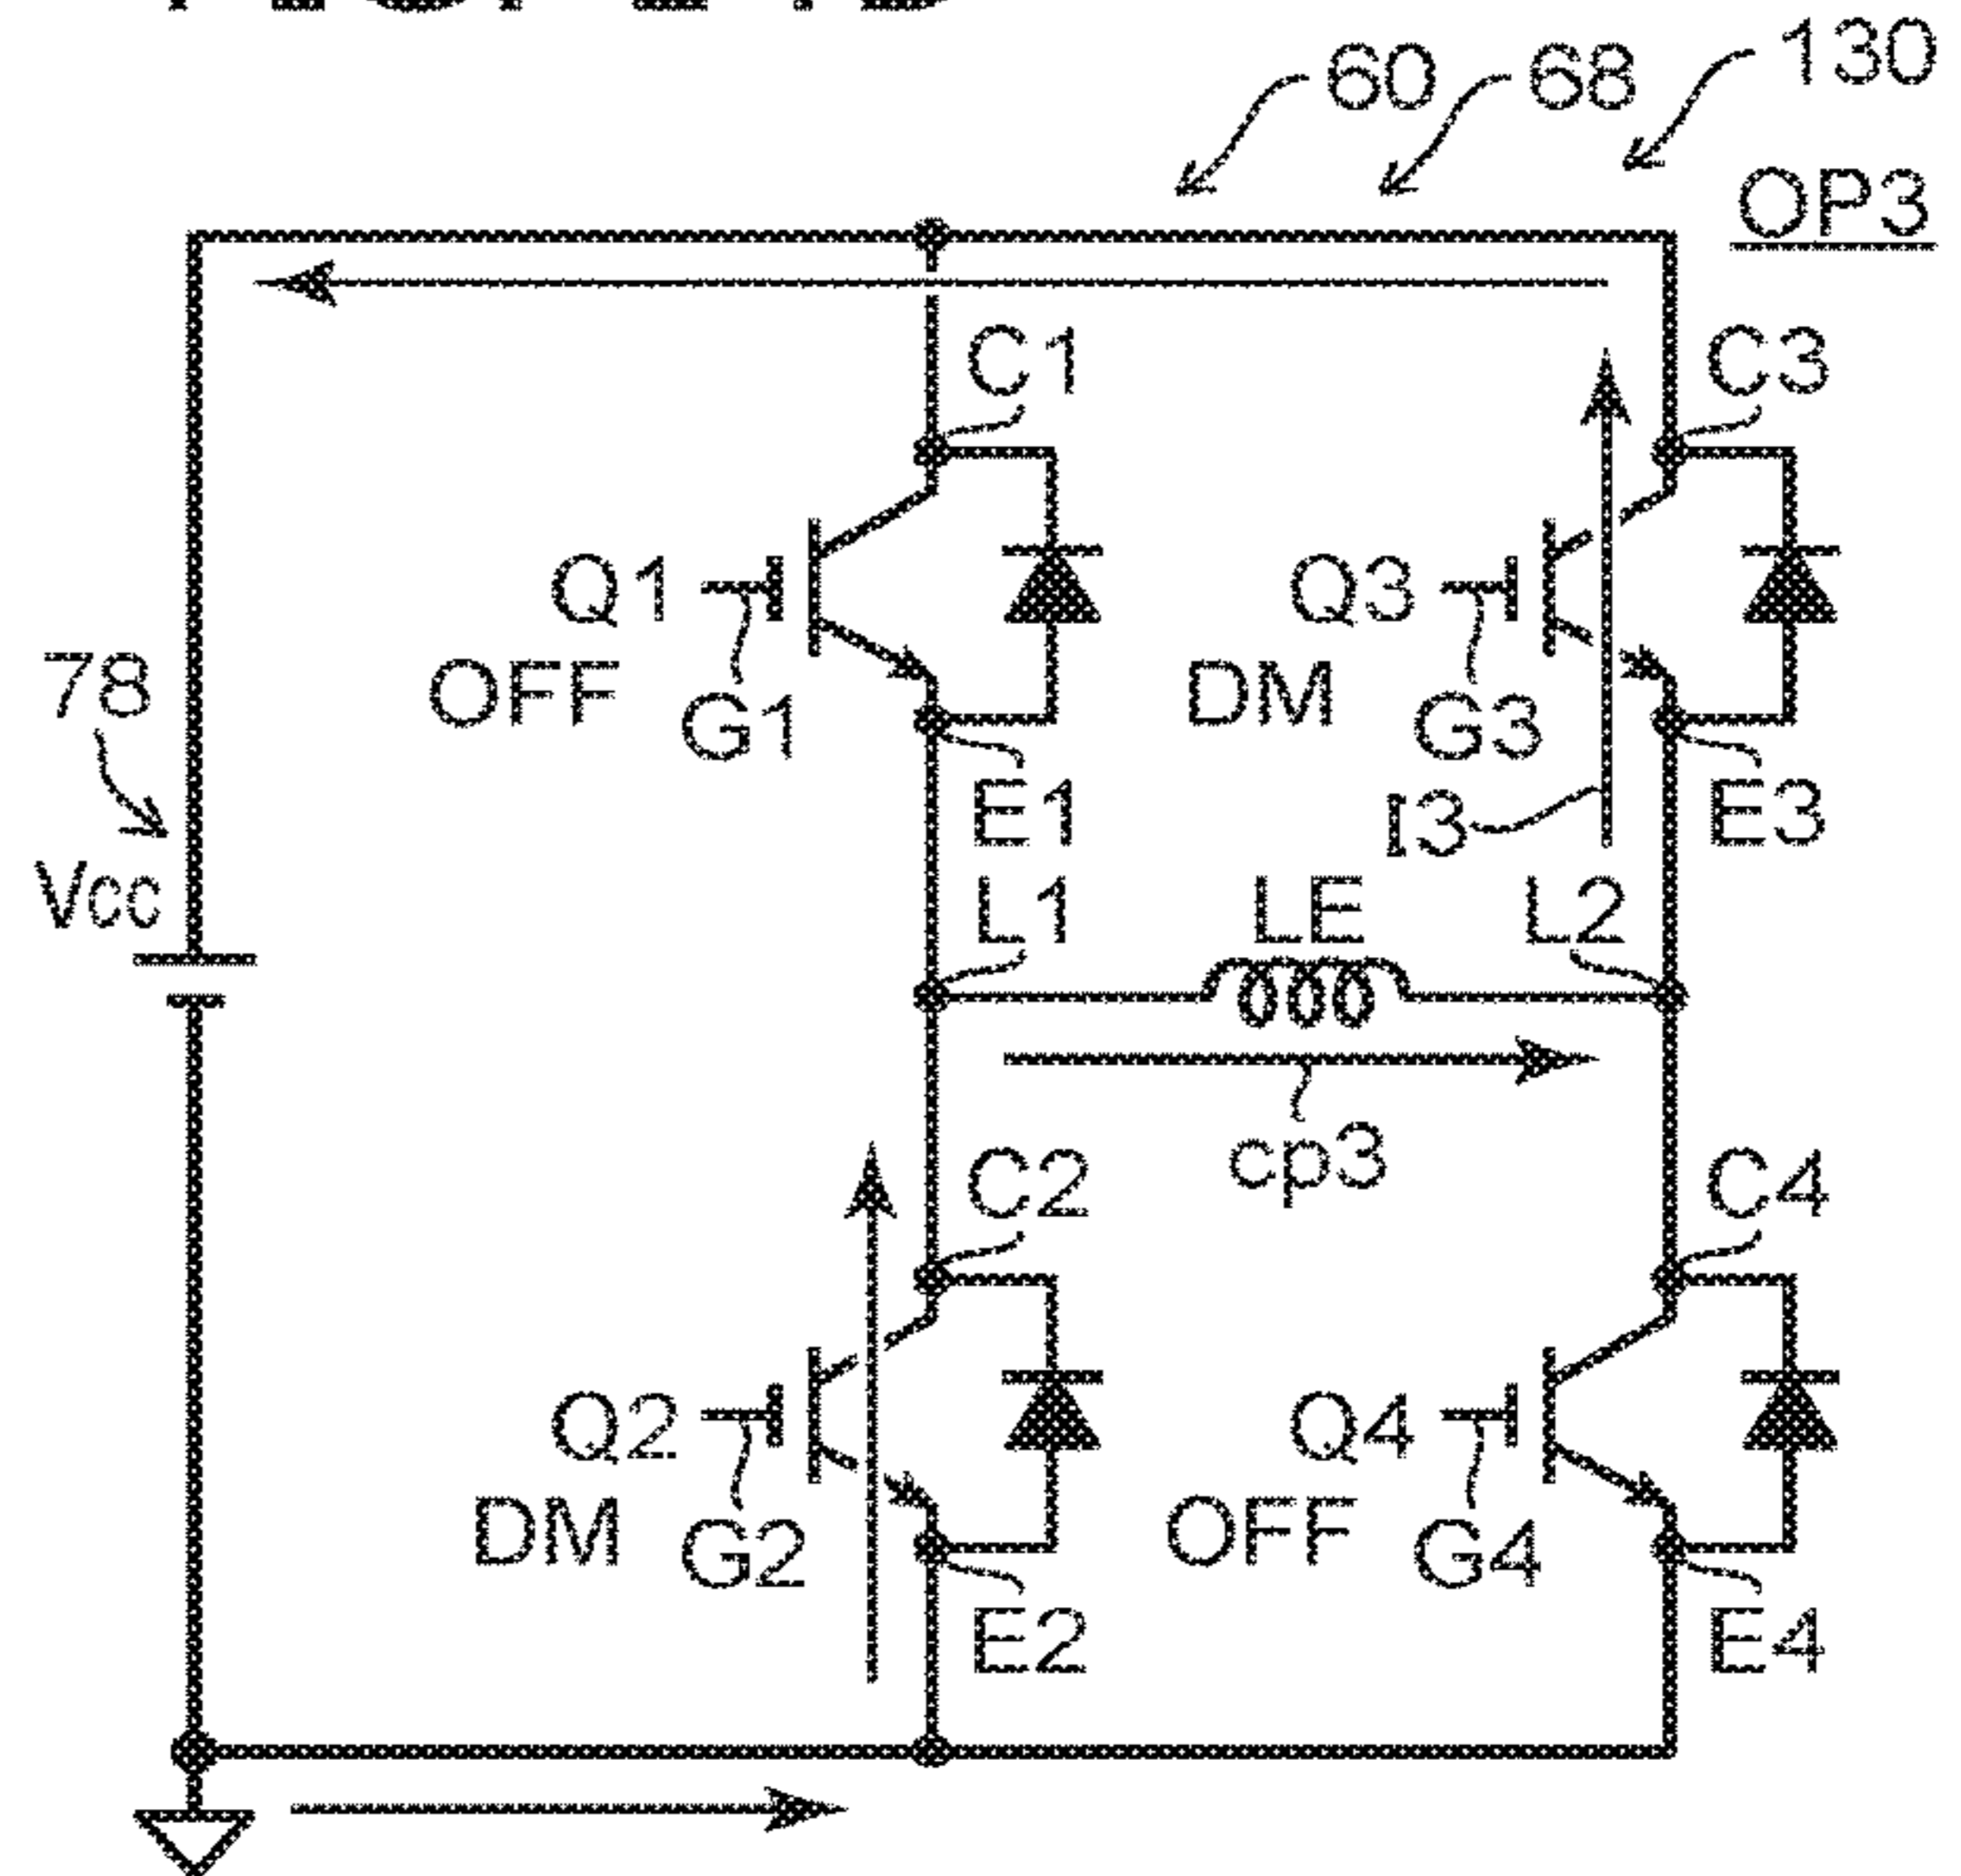 60 68 130
OP3
C1 C3
Q1 Q3
OFF G1 DM G3
78
E1 I3 E3
Vcc L1 LE L2
cp3
C2 C4
Q2 Q4
DM G2 OFF G4
E2 E4